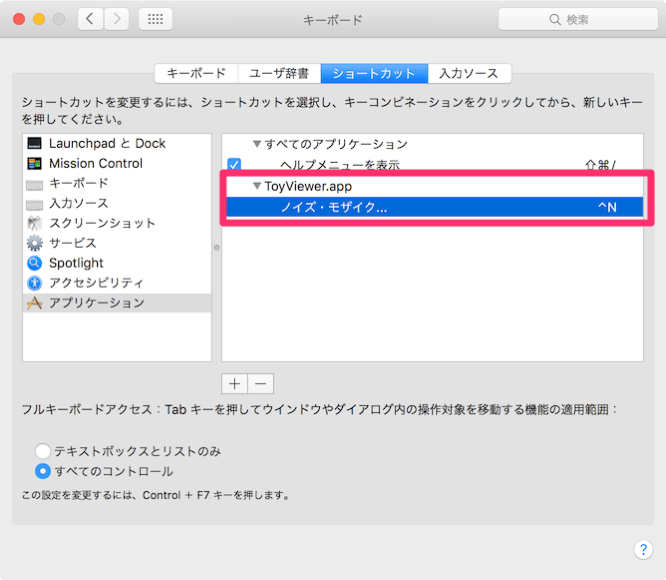 キーボード
検索
キーボード ユーザ辞書 ショートカット 入力ソース
ショートカットを変更するには、ショートカットを選択し、キーコンビネーションをクリックしてから、新しいキー
を押してください。
Launchpad と Dock
Mission Control
キーボード
入力ソース
スクリーンショット
サービス
Spotlight
アクセシビリティ
アプリケーション
▼すべてのアプリケーション
ヘルプメニューを表示 ⇧⌘/
▼ToyViewer.app
ノイズ・モザイク... ^N
+ −
フルキーボードアクセス：Tab キーを押してウインドウやダイアログ内の操作対象を移動する機能の適用範囲：
テキストボックスとリストのみ
すべてのコントロール
この設定を変更するには、Control + F7 キーを押します。
?